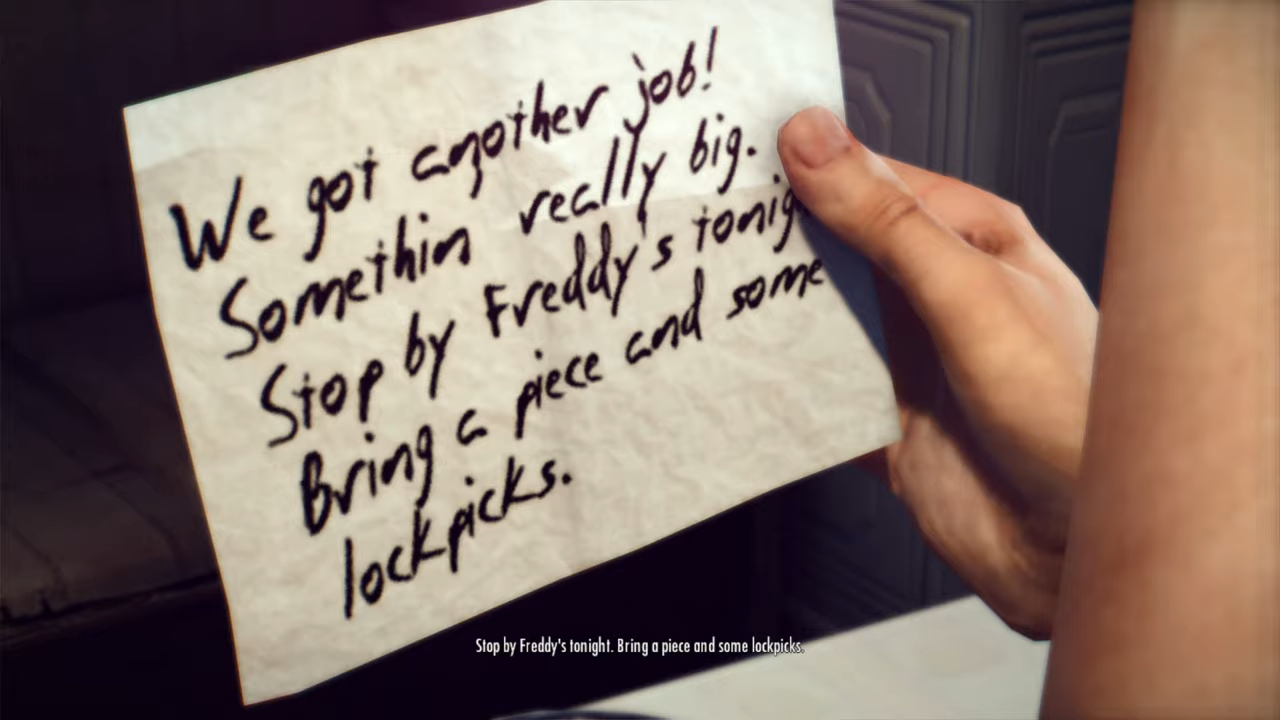 We got another job!
Somethin really big.
Stop by Freddy's tonig
Bring a piece and some
lockpicks.
Stop by Freddy's tonight. Bring a piece and some lockpicks.